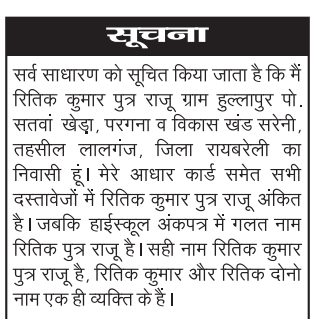 सूचना
सर्व साधारण को सूचित किया जाता है कि मैं
रितिक कुमार पुत्र राजू ग्राम हुल्लापुर पो.
सतवां खेड़ा, परगना व विकास खंड सरेनी,
तहसील लालगंज, जिला रायबरेली का
निवासी हूं। मेरे आधार कार्ड समेत सभी
दस्तावेजों में रितिक कुमार पुत्र राजू अंकित
है। जबकि हाईस्कूल अंकपत्र में गलत नाम
रितिक पुत्र राजू है। सही नाम रितिक कुमार
पुत्र राजू है, रितिक कुमार और रितिक दोनो
नाम एक ही व्यक्ति के हैं।